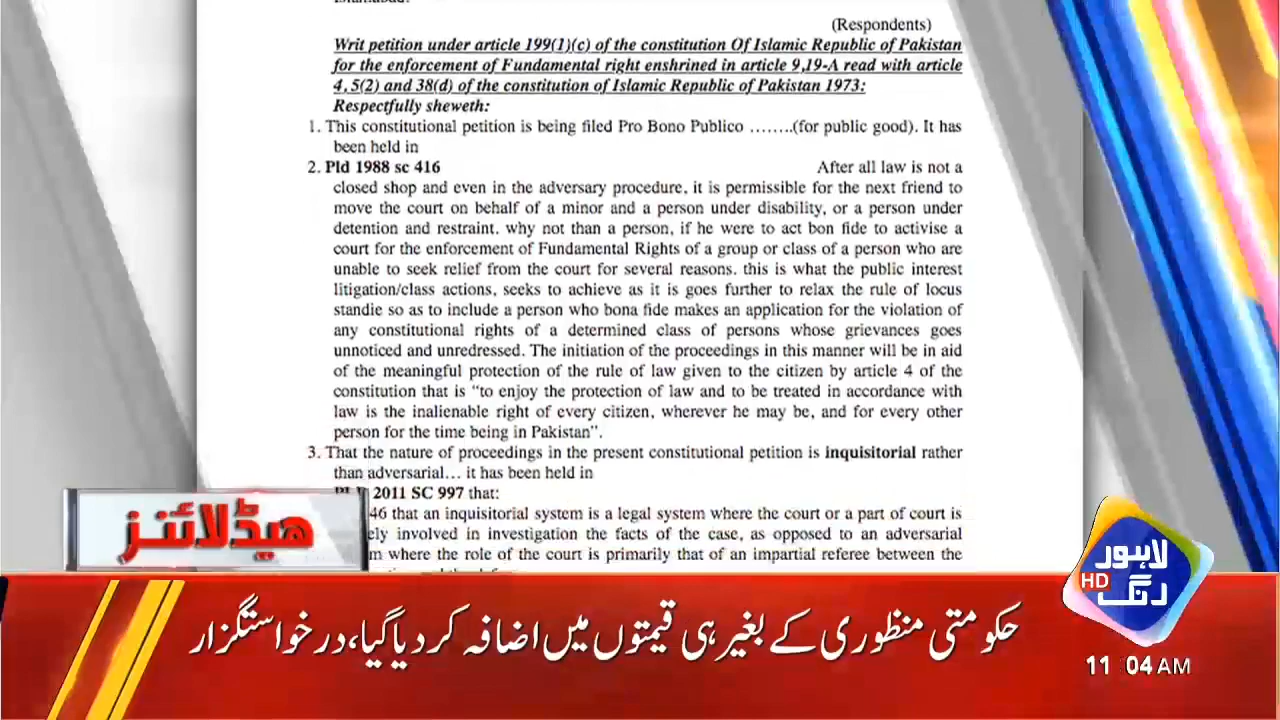 Islamabad.
(Respondents)
Writ petition under article 199(1)(c) of the constitution Of Islamic Republic of Pakistan
for the enforcement of Fundamental right enshrined in article 9,19-A read with article
4, 5(2) and 38(d) of the constitution of Islamic Republic of Pakistan 1973:
Respectfully sheweth:
1. This constitutional petition is being filed Pro Bono Publico ........(for public good). It has
been held in
2. Pld 1988 sc 416 After all law is not a
closed shop and even in the adversary procedure, it is permissible for the next friend to
move the court on behalf of a minor and a person under disability, or a person under
detention and restraint. why not than a person, if he were to act bon fide to activise a
court for the enforcement of Fundamental Rights of a group or class of a person who are
unable to seek relief from the court for several reasons. this is what the public interest
litigation/class actions, seeks to achieve as it is goes further to relax the rule of locus
standie so as to include a person who bona fide makes an application for the violation of
any constitutional rights of a determined class of persons whose grievances goes
unnoticed and unredressed. The initiation of the proceedings in this manner will be in aid
of the meaningful protection of the rule of law given to the citizen by article 4 of the
constitution that is “to enjoy the protection of law and to be treated in accordance with
law is the inalienable right of every citizen, wherever he may be, and for every other
person for the time being in Pakistan”.
3. That the nature of proceedings in the present constitutional petition is inquisitorial rather
than adversarial… it has been held in
2011 SC 997 that:
46 that an inquisitorial system is a legal system where the court or a part of court is
ely involved in investigation the facts of the case, as opposed to an adversarial
m where the role of the court is primarily that of an impartial referee between the
ہیڈلائنز
لاہور
رنگ
HD
حکومتی منظوری کے بغیر ہی قیمتوں میں اضافہ کر دیا گیا، درخواستگزار
11 04 AM